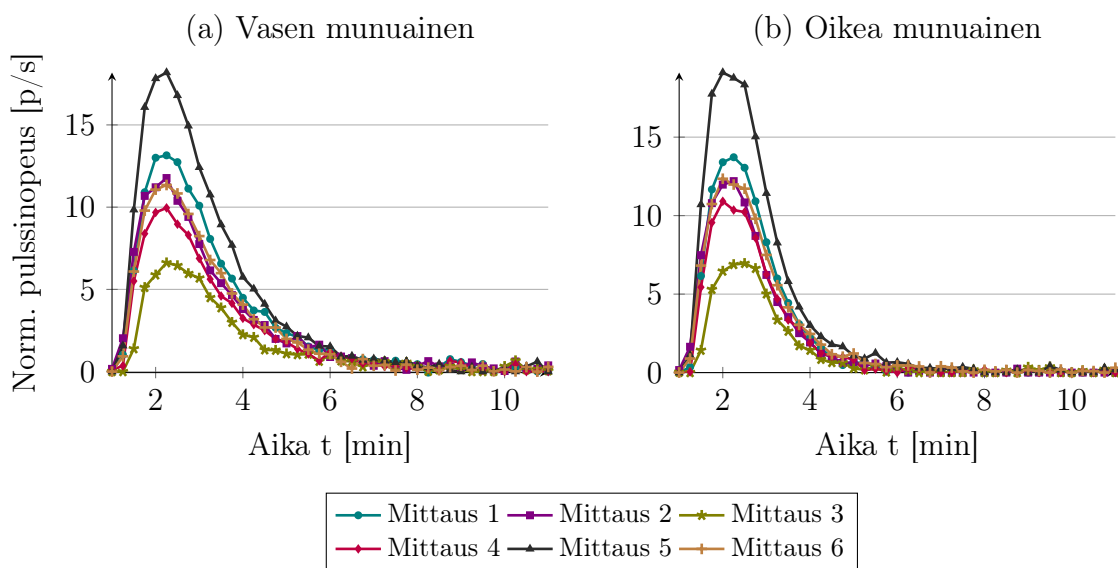 (a) Vasen munuainen
Norm. pulssinopeus [p/s]
15
10
5
0
2 4 6 8 10
Aika t [min]
(b) Oikea munuainen
15
10
5
0
2 4 6 8 10
Aika t [min]
Mittaus 1 Mittaus 2 Mittaus 3
Mittaus 4 Mittaus 5 Mittaus 6